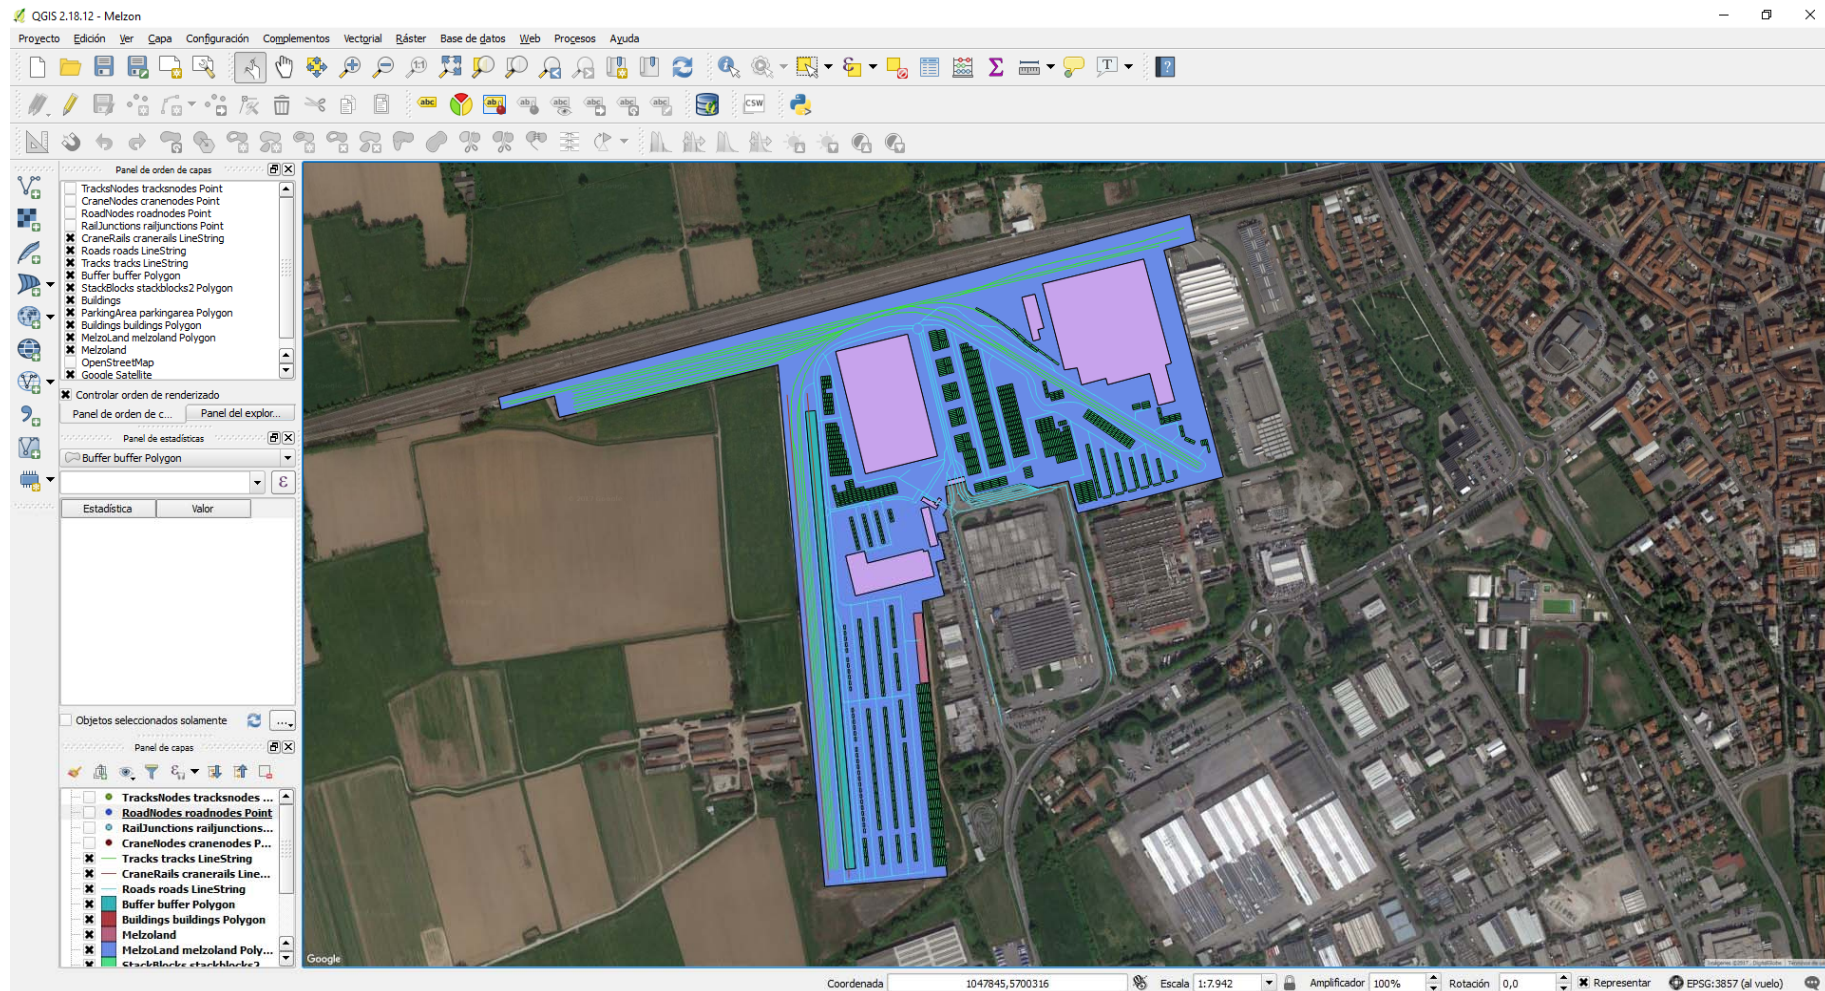 QGIS 2.18.12 - Melzon
Proyecto Edición Ver Capa Configuración Complementos Vectorial Ráster Base de datos Web Procesos Ayuda
Panel de orden de capas
TracksNodes tracksnodes Point
CraneNodes cranenodes Point
RoadNodes roadnodes Point
RailJunctions railjunctions Point
CraneRails cranerails LineString
Roads roads LineString
Tracks tracks LineString
Buffer buffer Polygon
StackBlocks stackblocks2 Polygon
Buildings
ParkingArea parkingarea Polygon
Buildings buildings Polygon
MelzoLand melzoland Polygon
Melzoland
OpenStreetMap
Google Satellite
Controlar orden de renderizado
Panel de orden de c... Panel del explor...
Panel de estadísticas
Buffer buffer Polygon
Estadística Valor
Objetos seleccionados solamente
Panel de capas
TracksNodes tracksnodes ...
RoadNodes roadnodes Point
RailJunctions railjunctions...
CraneNodes cranenodes P...
Tracks tracks LineString
CraneRails cranerails Line...
Roads roads LineString
Buffer buffer Polygon
Buildings buildings Polygon
Melzoland
MelzoLand melzoland Poly...
StackBlocks stackblocks2
Google
Coordenada 1047845,5700316 Escala 1:7.942 Amplificador 100% Rotación 0,0 Representar EPSG:3857 (al vuelo)